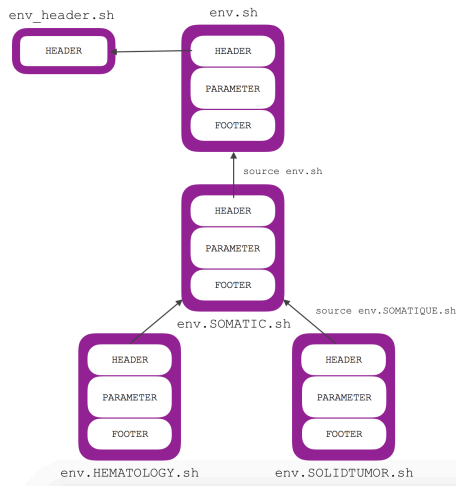 env_header.sh
env.sh
HEADER
HEADER
PARAMETER
FOOTER
source env.sh
HEADER
PARAMETER
FOOTER
source env.SOMATIQUE.sh
env.SOMATIC.sh
HEADER
HEADER
PARAMETER
PARAMETER
FOOTER
FOOTER
env.HEMATOLOGY.sh
env.SOLIDTUMOR.sh